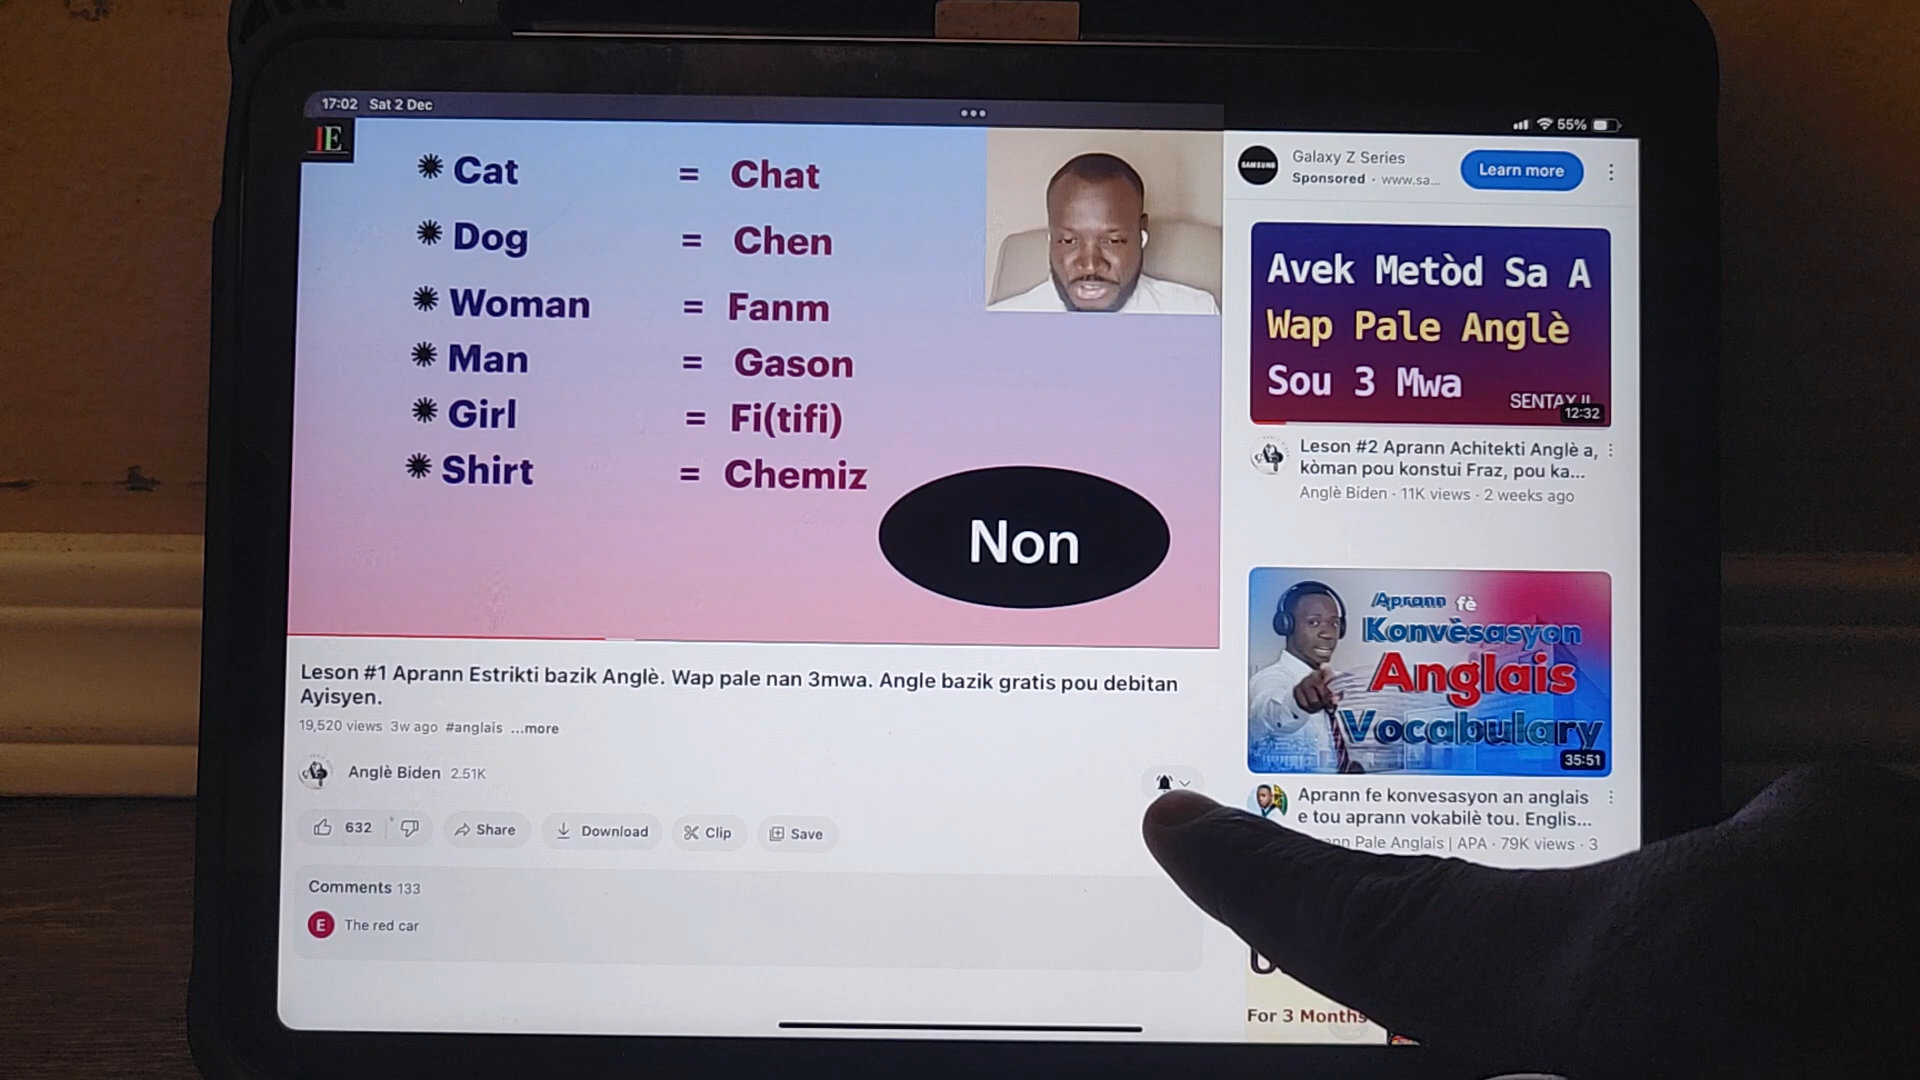 17:02 Sat 2 Dec
55%
IE
Cat = Chat
Dog = Chen
Woman = Fanm
Man = Gason
Girl = Fi(tifi)
Shirt = Chemiz
Non
Leson #1 Aprann Estrikti bazik Anglè. Wap pale nan 3mwa. Angle bazik gratis pou debitan
Ayisyen.
19,520 views 3w ago #anglais ...more
Anglè Biden 2.51K
632
Share
Download
Clip
Save
Comments 133
E
The red car
SAMSUNG
Galaxy Z Series
Sponsored · www.sa...
Learn more
Avek Metòd Sa A
Wap Pale Anglè
Sou 3 Mwa
12:32
Leson #2 Aprann Achitekti Anglè a,
kòman pou konstui Fraz, pou ka...
Anglè Biden · 11K views · 2 weeks ago
Aprann fè
Konvèsasyon
Anglais
Vocabulary
35:51
Aprann fe konvesasyon an anglais
e tou aprann vokabilè tou. Englis...
Pale Anglais | APA · 79K views · 3
For 3 Months